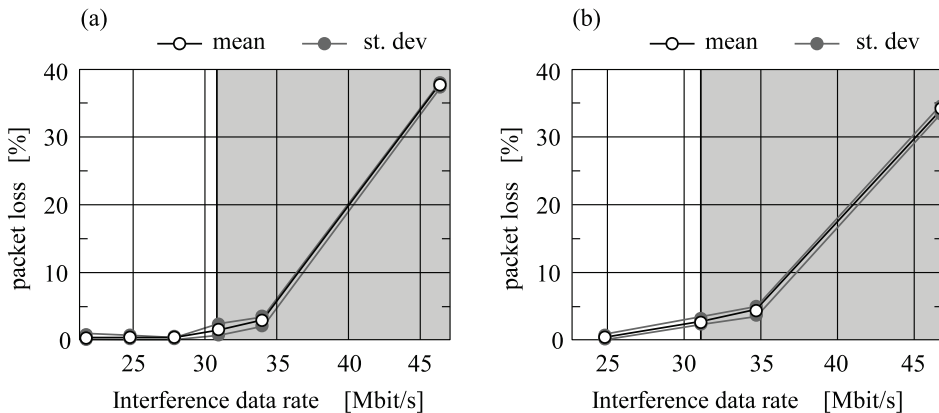 (a)
mean st. dev
40
30
20
10
0
packet loss [%]
25 30 35 40 45
Interference data rate [Mbit/s]
(b)
mean st. dev
40
30
20
10
0
packet loss [%]
25 30 35 40 45
Interference data rate [Mbit/s]